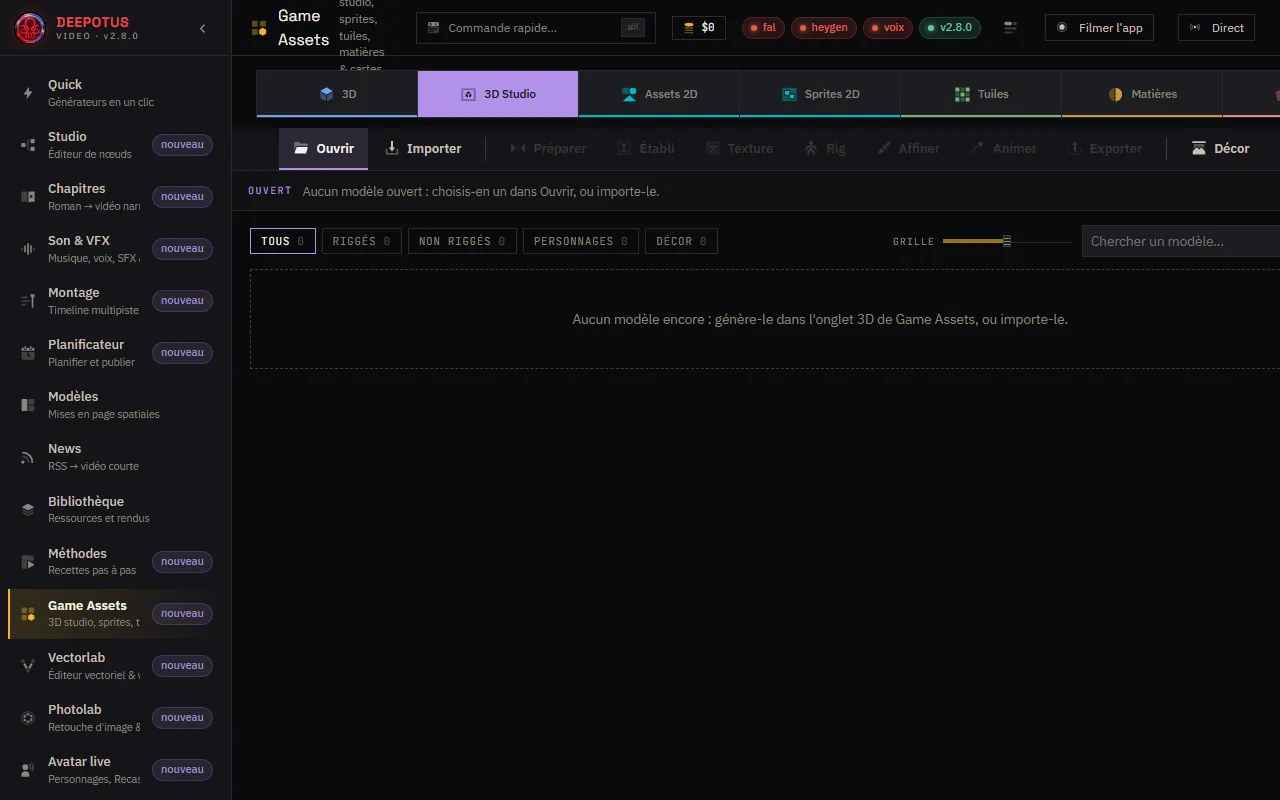 DEEPOTUS
VIDEO · v2.8.0
Quick
Générateurs en un clic
Studio
Éditeur de nœuds
nouveau
Chapitres
Roman → vidéo narr
nouveau
Son & VFX
Musique, voix, SFX
nouveau
Montage
Timeline multipiste
nouveau
Planificateur
Planifier et publier
nouveau
Modèles
Mises en page spatiales
News
RSS → vidéo courte
Bibliothèque
Ressources et rendus
Méthodes
Recettes pas à pas
nouveau
Game Assets
3D studio, sprites, t
nouveau
Vectorlab
Éditeur vectoriel &
nouveau
Photolab
Retouche d'image &
nouveau
Avatar live
Personnages, Recas
nouveau
Game
Assets
studio,
sprites,
tuiles,
matières
& cartes
Commande rapide...
$0
fal
heygen
voix
v2.8.0
Filmer l'app
Direct
3D
3D Studio
Assets 2D
Sprites 2D
Tuiles
Matières
Ouvrir
Importer
Préparer
Établi
Texture
Rig
Affiner
Animer
Exporter
Décor
OUVERT Aucun modèle ouvert : choisis-en un dans Ouvrir, ou importe-le.
TOUS 0
RIGGÉS 0
NON RIGGÉS 0
PERSONNAGES 0
DÉCOR 0
GRILLE
Chercher un modèle...
Aucun modèle encore : génère-le dans l'onglet 3D de Game Assets, ou importe-le.